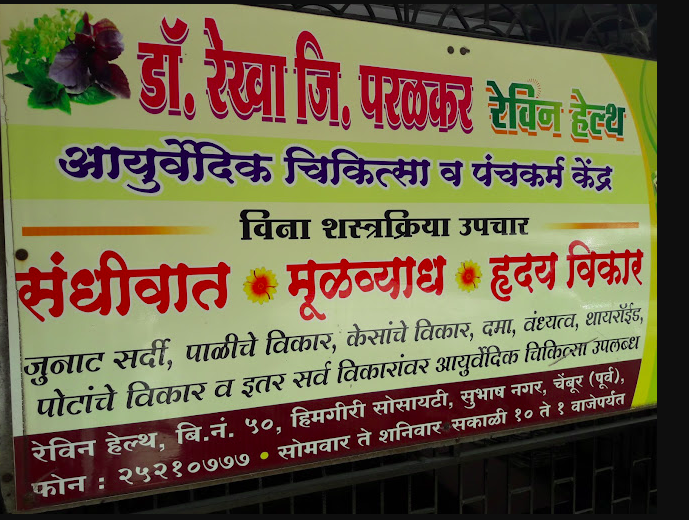 डॉ. रेखा जि. परळकर रेविन हेल्थ
आयुर्वेदिक चिकित्सा व पंचकर्म केंद्र
विना शस्त्रक्रिया उपचार
संधीवात मूळव्याध हृदय विकार
जुनाट सर्दी, पाळीचे विकार, केसांचे विकार, दमा, वंध्यत्व, थायरॉईड,
पोटांचे विकार व इतर सर्व विकारांवर आयुर्वेदिक चिकित्सा उपलब्ध
रेविन हेल्थ, बि.नं. ५०, हिमगीरी सोसायटी, सुभाष नगर, चेंबूर (पूर्व),
फोन : २५२१०७७७ • सोमवार ते शनिवार सकाळी १० ते १ वाजेपर्यंत